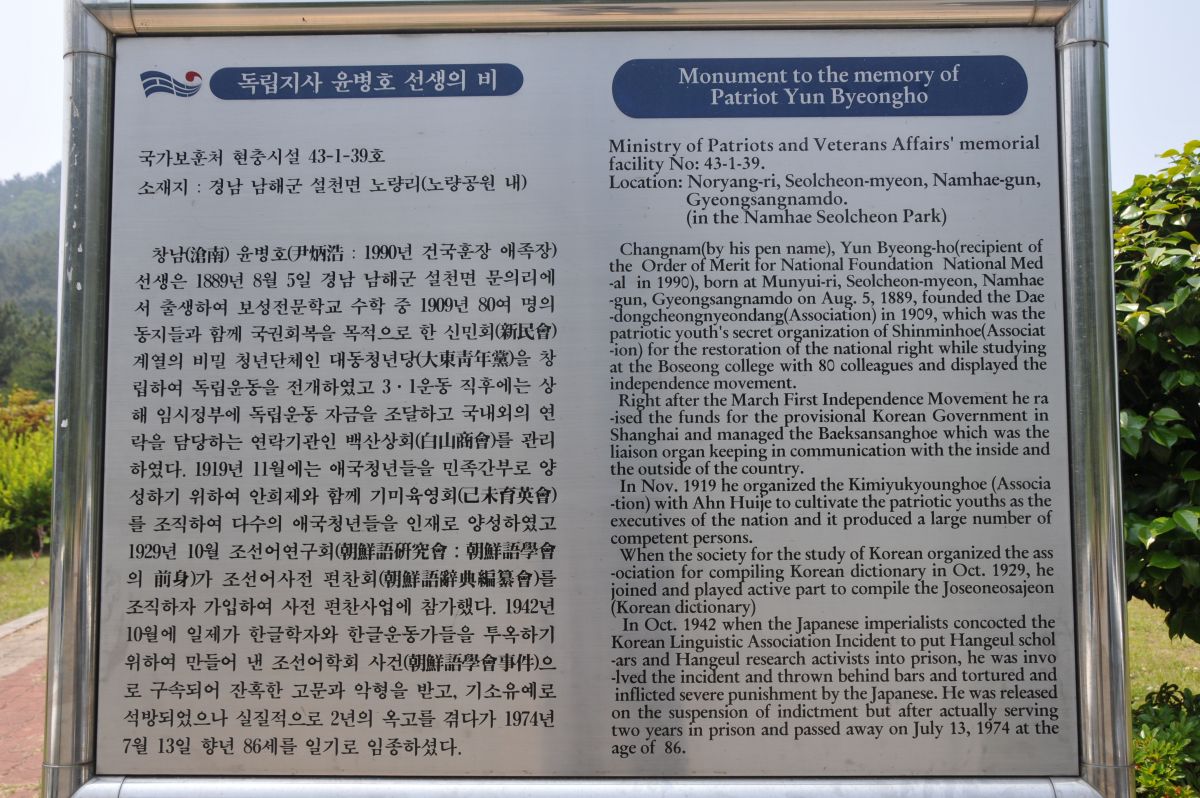 독립지사 윤병호 선생의 비
국가보훈처 현충시설 43-1-39호
소재지 : 경남 남해군 설천면 노량리(노량공원 내)
창남(滄南) 윤병호(尹炳浩 : 1990년 건국훈장 애족장)
선생은 1889년 8월 5일 경남 남해군 설천면 문의리에
서 출생하여 보성전문학교 수학 중 1909년 80여 명의
동지들과 함께 국권회복을 목적으로 한 신민회(新民會)
계열의 비밀 청년단체인 대동청년당(大東靑年黨)을 창
립하여 독립운동을 전개하였고 3·1운동 직후에는 상
해 임시정부에 독립운동 자금을 조달하고 국내외의 연
락을 담당하는 연락기관인 백산상회(白山商會)를 관리
하였다. 1919년 11월에는 애국청년들을 민족간부로 양
성하기 위하여 안희제와 함께 기미육영회(己未育英會)
를 조직하여 다수의 애국청년들을 인재로 양성하였고
1929년 10월 조선어연구회(朝鮮語硏究會 : 朝鮮語學會
의 前身)가 조선어사전 편찬회(朝鮮語辭典編纂會)를
조직하자 가입하여 사전 편찬사업에 참가했다. 1942년
10월에 일제가 한글학자와 한글운동가들을 투옥하기
위하여 만들어 낸 조선어학회 사건(朝鮮語學會事件)으
로 구속되어 잔혹한 고문과 악형을 받고, 기소유예로
석방되었으나 실질적으로 2년의 옥고를 겪다가 1974년
7월 13일 향년 86세를 일기로 임종하셨다.
Monument to the memory of
Patriot Yun Byeongho
Ministry of Patriots and Veterans Affairs' memorial
facility No: 43-1-39.
Location: Noryang-ri, Seolcheon-myeon, Namhae-gun,
Gyeongsangnamdo.
(in the Namhae Seolcheon Park)
Changnam(by his pen name), Yun Byeong-ho(recipient of
the Order of Merit for National Foundation National Med
-al in 1990), born at Munyui-ri, Seolcheon-myeon, Namhae
-gun, Gyeongsangnamdo on Aug. 5, 1889, founded the Dae
-dongcheongnyeondang(Association) in 1909, which was the
patriotic youth's secret organization of Shinminhoe(Associat
-ion) for the restoration of the national right while studying
at the Boseong college with 80 colleagues and displayed the
independence movement.
Right after the March First Independence Movement he ra
-ised the funds for the provisional Korean Government in
Shanghai and managed the Baeksansanghoe which was the
liaison organ keeping in communication with the inside and
the outside of the country.
In Nov. 1919 he organized the Kimiyukyounghoe (Associa
-tion) with Ahn Huije to cultivate the patriotic youths as the
executives of the nation and it produced a large number of
competent persons.
When the society for the study of Korean organized the ass
-ociation for compiling Korean dictionary in Oct. 1929, he
joined and played active part to compile the Joseoneosajeon
(Korean dictionary)
In Oct. 1942 when the Japanese imperialists concocted the
Korean Linguistic Association Incident to put Hangeul schol
-ars and Hangeul research activists into prison, he was invo
-lved the incident and thrown behind bars and tortured and
inflicted severe punishment by the Japanese. He was released
on the suspension of indictment but after actually serving
two years in prison and passed away on July 13, 1974 at the
age of 86.